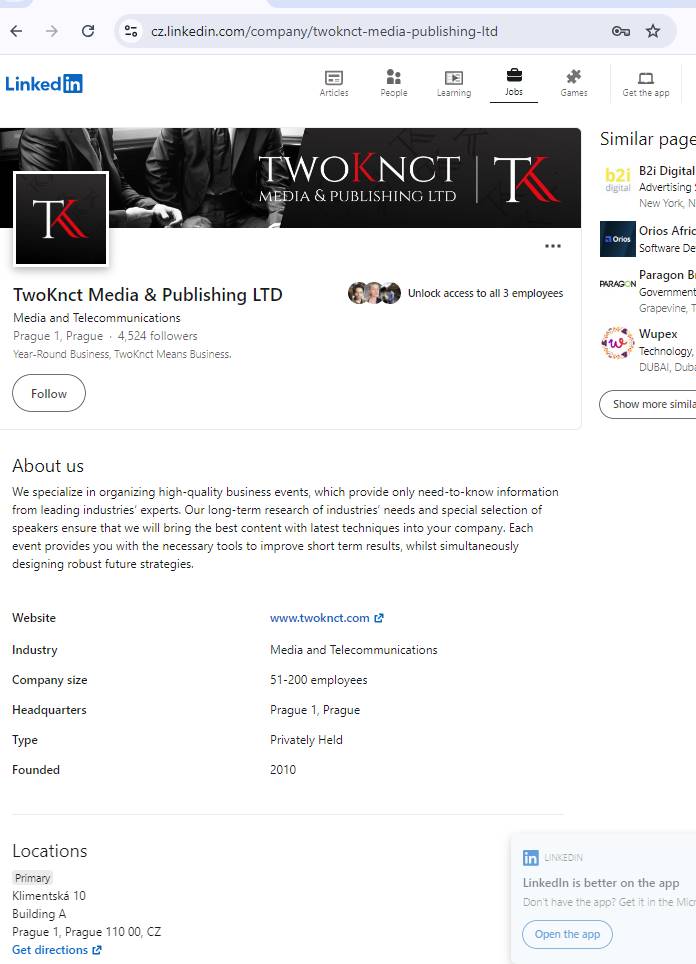 cz.linkedin.com/company/twoknct-media-publishing-ltd
LinkedIn
Articles
People
Learning
Jobs
Games
Get the app
TWOKNCT
MEDIA & PUBLISHING LTD
TK
TK
TwoKnct Media & Publishing LTD
Unlock access to all 3 employees
Media and Telecommunications
Prague 1, Prague · 4,524 followers
Year-Round Business, TwoKnct Means Business.
Follow
About us
We specialize in organizing high-quality business events, which provide only need-to-know information
from leading industries’ experts. Our long-term research of industries’ needs and special selection of
speakers ensure that we will bring the best content with latest techniques into your company. Each
event provides you with the necessary tools to improve short term results, whilst simultaneously
designing robust future strategies.
Website www.twoknct.com
Industry Media and Telecommunications
Company size 51-200 employees
Headquarters Prague 1, Prague
Type Privately Held
Founded 2010
Locations
Primary
Klimentská 10
Building A
Prague 1, Prague 110 00, CZ
Get directions
Similar page
b2i
digital
B2i Digital
Advertising
New York, N
Orios
Orios Afric
Software De
PARAGON
Paragon B
Government
Grapevine, T
w
Wupex
Technology,
DUBAI, Duba
Show more simila
LINKEDIN
LinkedIn is better on the app
Don’t have the app? Get it in the Micr
Open the app